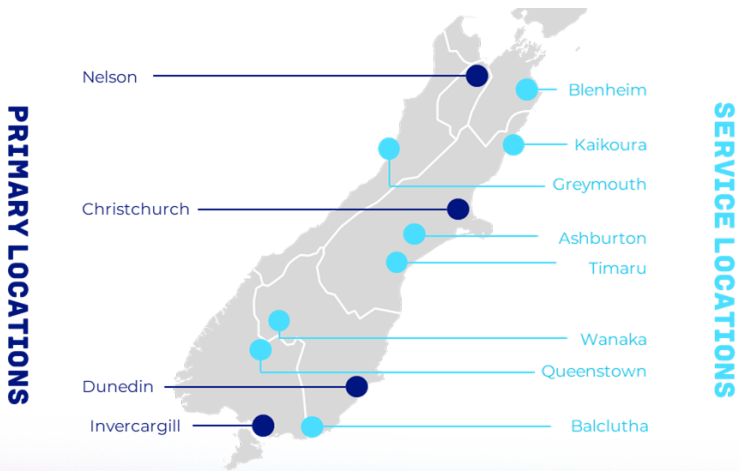 PRIMARY LOCATIONS
Nelson
Christchurch
Dunedin
Invercargill
Blenheim
Kaikoura
Greymouth
Ashburton
Timaru
Wanaka
Queenstown
Balclutha
SERVICE LOCATIONS